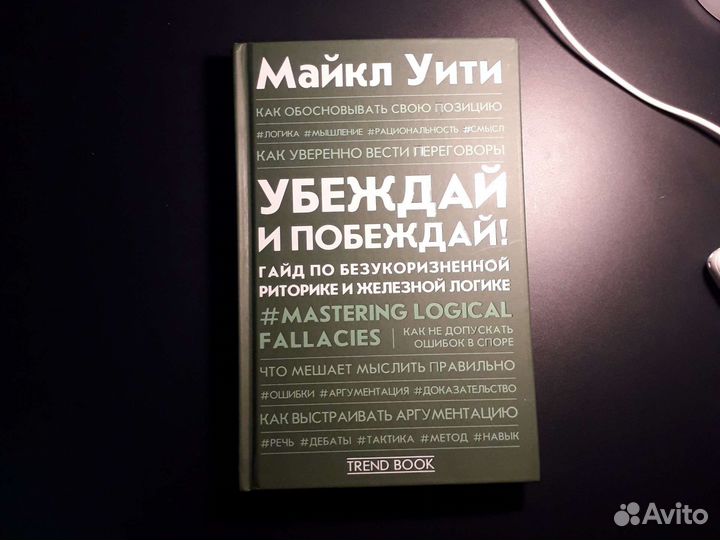 Майкл Уити
КАК ОБОСНОВЫВАТЬ СВОЮ ПОЗИЦИЮ
#ЛОГИКА #МЫШЛЕНИЕ #РАЦИОНАЛЬНОСТЬ #СМЫСЛ
КАК УВЕРЕННО ВЕСТИ ПЕРЕГОВОРЫ
УБЕЖДАЙ
И ПОБЕЖДАЙ!
ГАЙД ПО БЕЗУКОРИЗНЕННОЙ
РИТОРИКЕ И ЖЕЛЕЗНОЙ ЛОГИКЕ
#MASTERING LOGICAL
FALLACIES
КАК НЕ ДОПУСКАТЬ
ОШИБОК В СПОРЕ
ЧТО МЕШАЕТ МЫСЛИТЬ ПРАВИЛЬНО
#ОШИБКИ #АРГУМЕНТАЦИЯ #ДОКАЗАТЕЛЬСТВО
КАК ВЫСТРАИВАТЬ АРГУМЕНТАЦИЮ
#РЕЧЬ #ДЕБАТЫ #ТАКТИКА #МЕТОД #НАВЫК
TREND BOOK
Avito